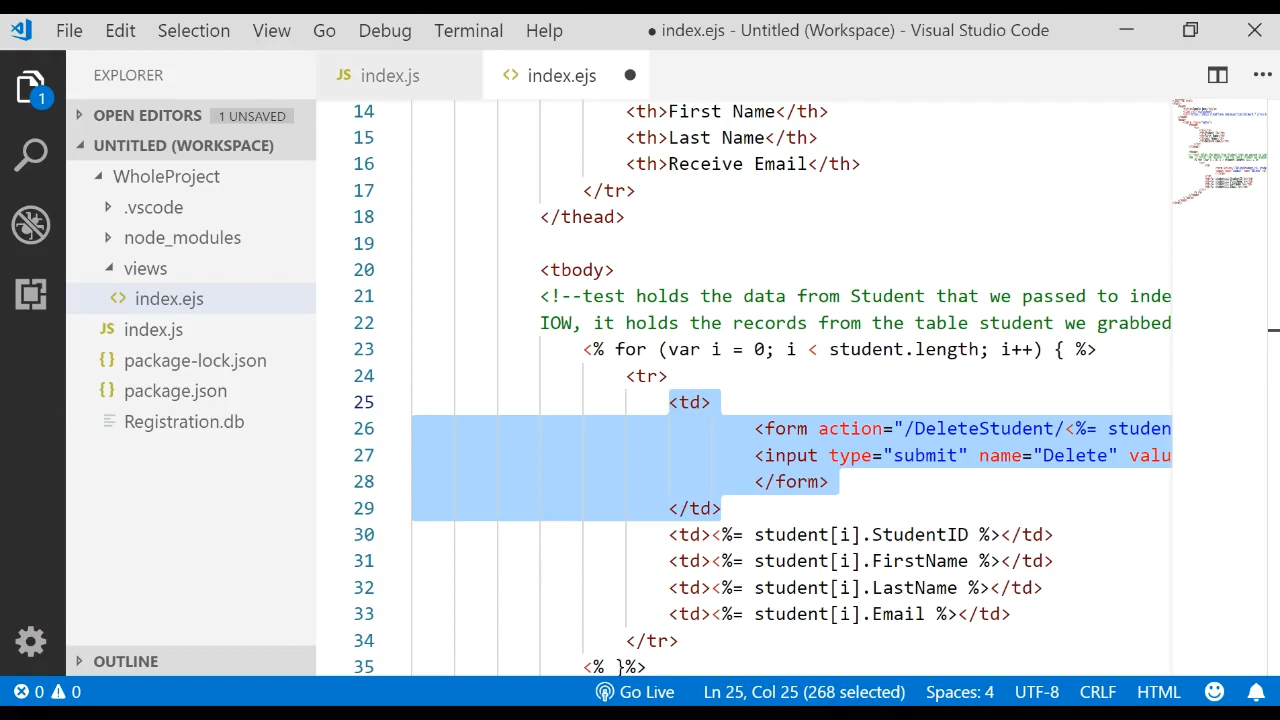 File Edit Selection View Go Debug Terminal Help ● index.ejs - Untitled (Workspace) - Visual Studio Code
EXPLORER
JS index.js <> index.ejs ●
OPEN EDITORS 1 UNSAVED
UNTITLED (WORKSPACE)
WholeProject
.vscode
node_modules
views
<> index.ejs
JS index.js
{} package-lock.json
{} package.json
Registration.db
OUTLINE
1
14 <th>First Name</th>
15 <th>Last Name</th>
16 <th>Receive Email</th>
17 </tr>
18 </thead>
19
20 <tbody>
21 <!--test holds the data from Student that we passed to inde
22 IOW, it holds the records from the table student we grabbed
23 <% for (var i = 0; i < student.length; i++) { %>
24 <tr>
25 <td>
26 <form action="/DeleteStudent/<%= studen
27 <input type="submit" name="Delete" valu
28 </form>
29 </td>
30 <td><%= student[i].StudentID %></td>
31 <td><%= student[i].FirstName %></td>
32 <td><%= student[i].LastName %></td>
33 <td><%= student[i].Email %></td>
34 </tr>
35 <% }%>
0 0 Go Live Ln 25, Col 25 (268 selected) Spaces: 4 UTF-8 CRLF HTML